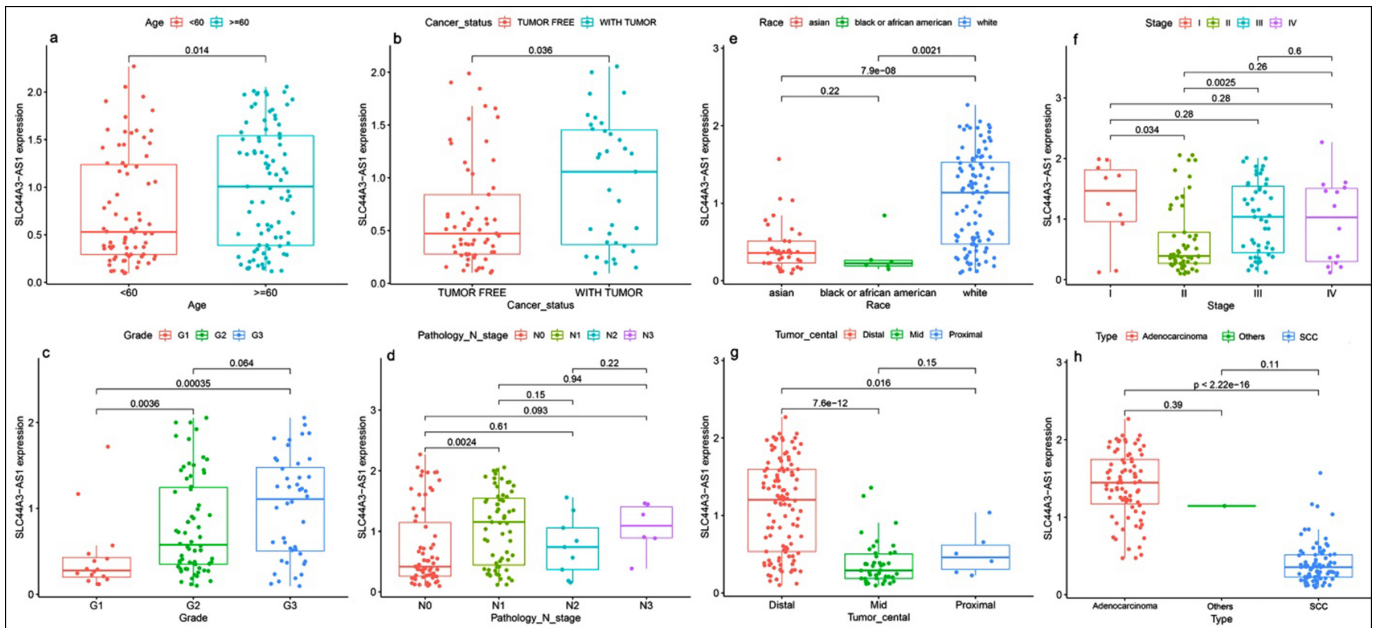 a
Age <60 >=60
0.014
SLC44A3−AS1 expression
2.0
1.5
1.0
0.5
0.0
<60 >=60
Age
b
Cancer_status TUMOR FREE WITH TUMOR
0.036
SLC44A3−AS1 expression
2.0
1.5
1.0
0.5
0.0
TUMOR FREE WITH TUMOR
Cancer_status
e
Race asian black or african american white
0.0021
7.9e−08
0.22
SLC44A3−AS1 expression
3
2
1
0
asian black or african american white
Race
f
Stage I II III IV
0.6
0.26
0.0025
0.28
0.28
0.034
SLC44A3−AS1 expression
3
2
1
0
I II III IV
Stage
c
Grade G1 G2 G3
0.064
0.00035
0.0036
SLC44A3−AS1 expression
2
1
0
G1 G2 G3
Grade
d
Pathology_N_stage N0 N1 N2 N3
0.22
0.94
0.15
0.093
0.61
0.0024
SLC44A3−AS1 expression
3
2
1
0
N0 N1 N2 N3
Pathology_N_stage
g
Tumor_cental Distal Mid Proximal
0.15
0.016
7.6e−12
SLC44A3−AS1 expression
3
2
1
0
Distal Mid Proximal
Tumor_cental
h
Type Adenocarcinoma Others SCC
0.11
p < 2.22e−16
0.39
SLC44A3−AS1 expression
3
2
1
0
Adenocarcinoma Others SCC
Type